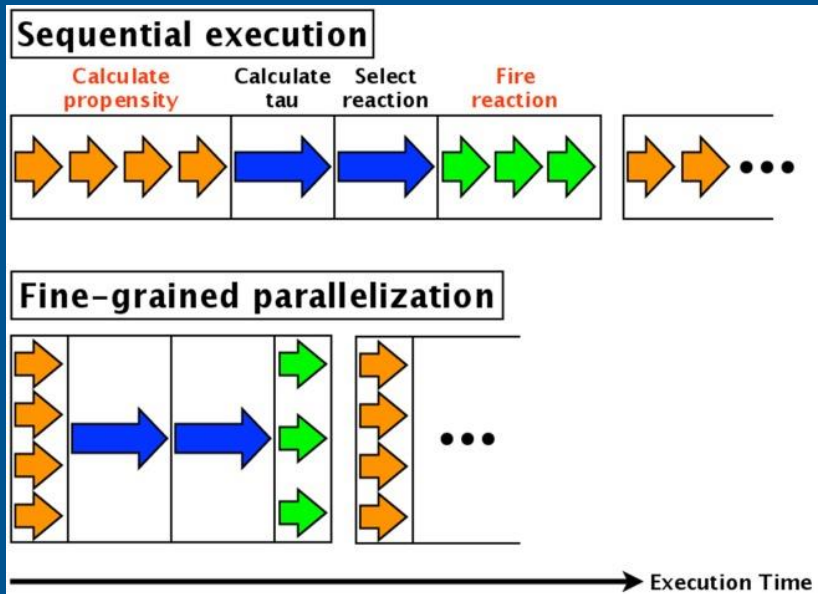 Sequential execution
Calculate Calculate Select Fire
propensity tau reaction reaction
Fine-grained parallelization
Execution Time